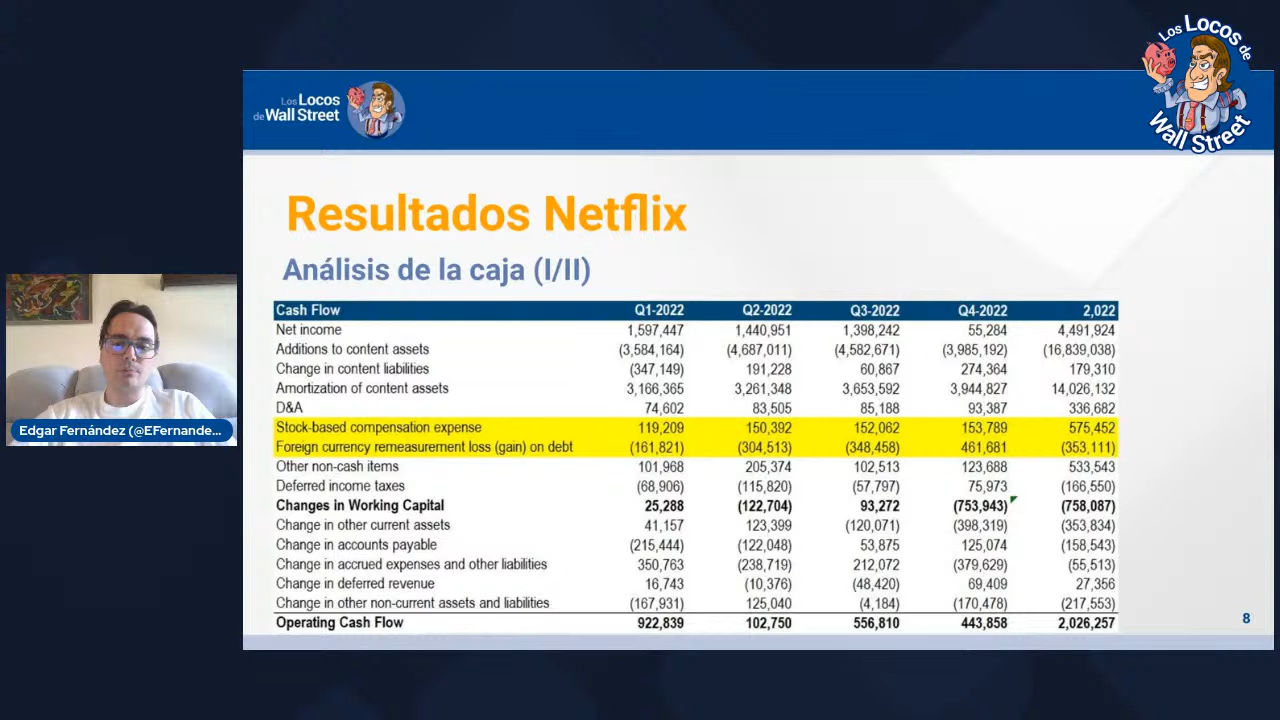 Los Locos de
Wall Street
Los Locos
de Wall Street
Resultados Netflix
Análisis de la caja (I/II)
Cash Flow Q1-2022 Q2-2022 Q3-2022 Q4-2022 2,022
Net income 1,597,447 1,440,951 1,398,242 55,284 4,491,924
Additions to content assets (3,584,164) (4,687,011) (4,582,671) (3,985,192) (16,839,038)
Change in content liabilities (347,149) 191,228 60,867 274,364 179,310
Amortization of content assets 3,166,365 3,261,348 3,653,592 3,944,827 14,026,132
D&A 74,602 83,505 85,188 93,387 336,682
Stock-based compensation expense 119,209 150,392 152,062 153,789 575,452
Foreign currency remeasurement loss (gain) on debt (161,821) (304,513) (348,458) 461,681 (353,111)
Other non-cash items 101,968 205,374 102,513 123,688 533,543
Deferred income taxes (68,906) (115,820) (57,797) 75,973 (166,550)
Changes in Working Capital 25,288 (122,704) 93,272 (753,943) (758,087)
Change in other current assets 41,157 123,399 (120,071) (398,319) (353,834)
Change in accounts payable (215,444) (122,048) 53,875 125,074 (158,543)
Change in accrued expenses and other liabilities 350,763 (238,719) 212,072 (379,629) (55,513)
Change in deferred revenue 16,743 (10,376) (48,420) 69,409 27,356
Change in other non-current assets and liabilities (167,931) 125,040 (4,184) (170,478) (217,553)
Operating Cash Flow 922,839 102,750 556,810 443,858 2,026,257
8
Edgar Fernández (@EFernande...